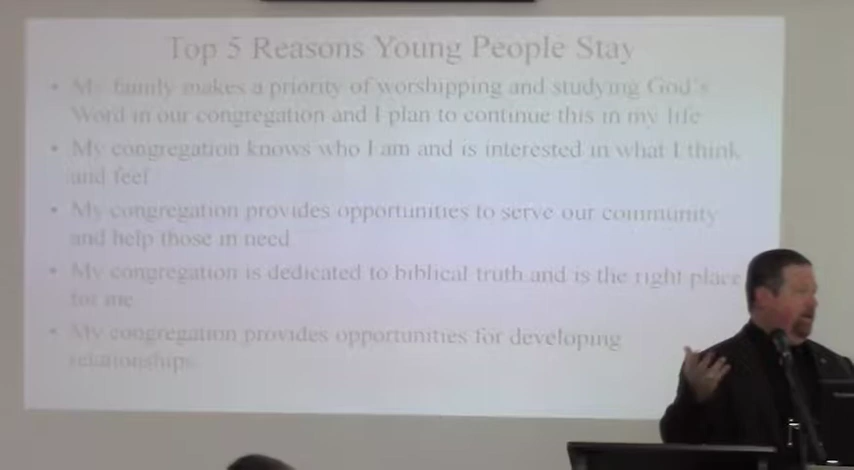 Top 5 Reasons Young People Stay
• My family makes a priority of worshipping and studying God's
Word in our congregation and I plan to continue this in my life
• My congregation knows who I am and is interested in what I think
and feel
• My congregation provides opportunities to serve our community
and help those in need
• My congregation is dedicated to biblical truth and is the right place
for me
• My congregation provides opportunities for developing
relationships